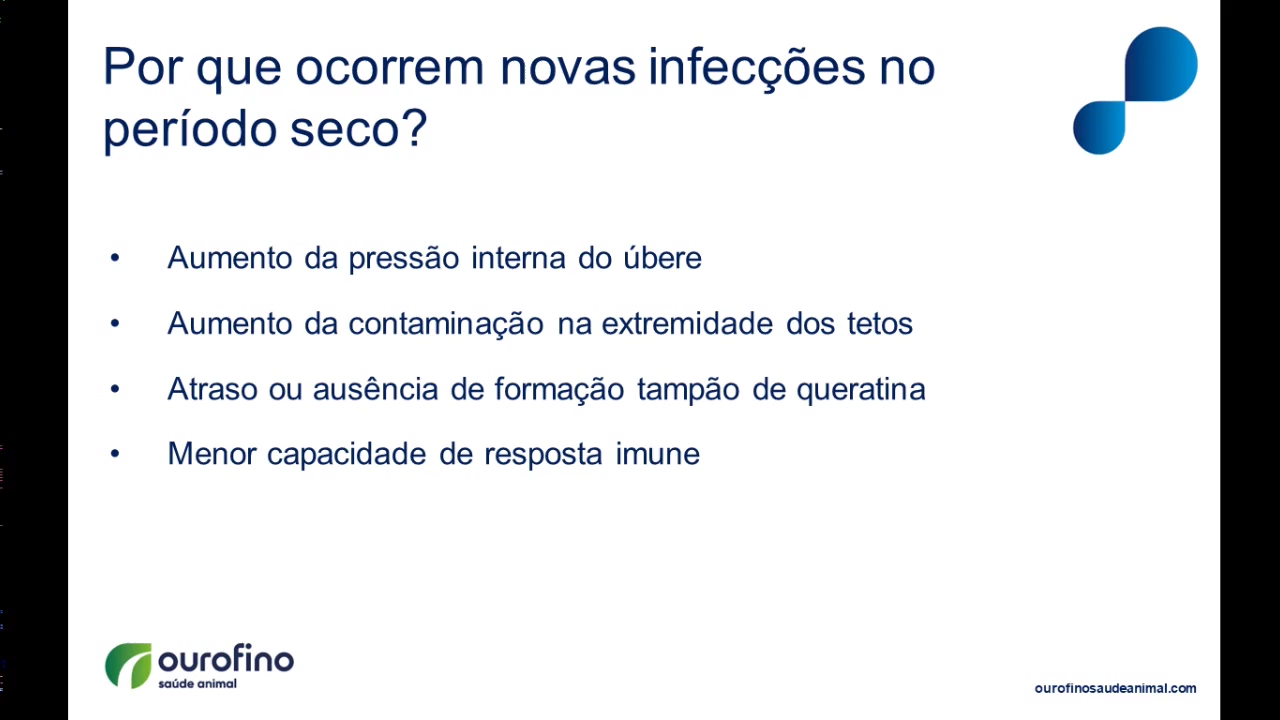 Por que ocorrem novas infecções no
período seco?
• Aumento da pressão interna do úbere
• Aumento da contaminação na extremidade dos tetos
• Atraso ou ausência de formação tampão de queratina
• Menor capacidade de resposta imune
ourofino
saúde animal
ourofinosaudeanimal.com